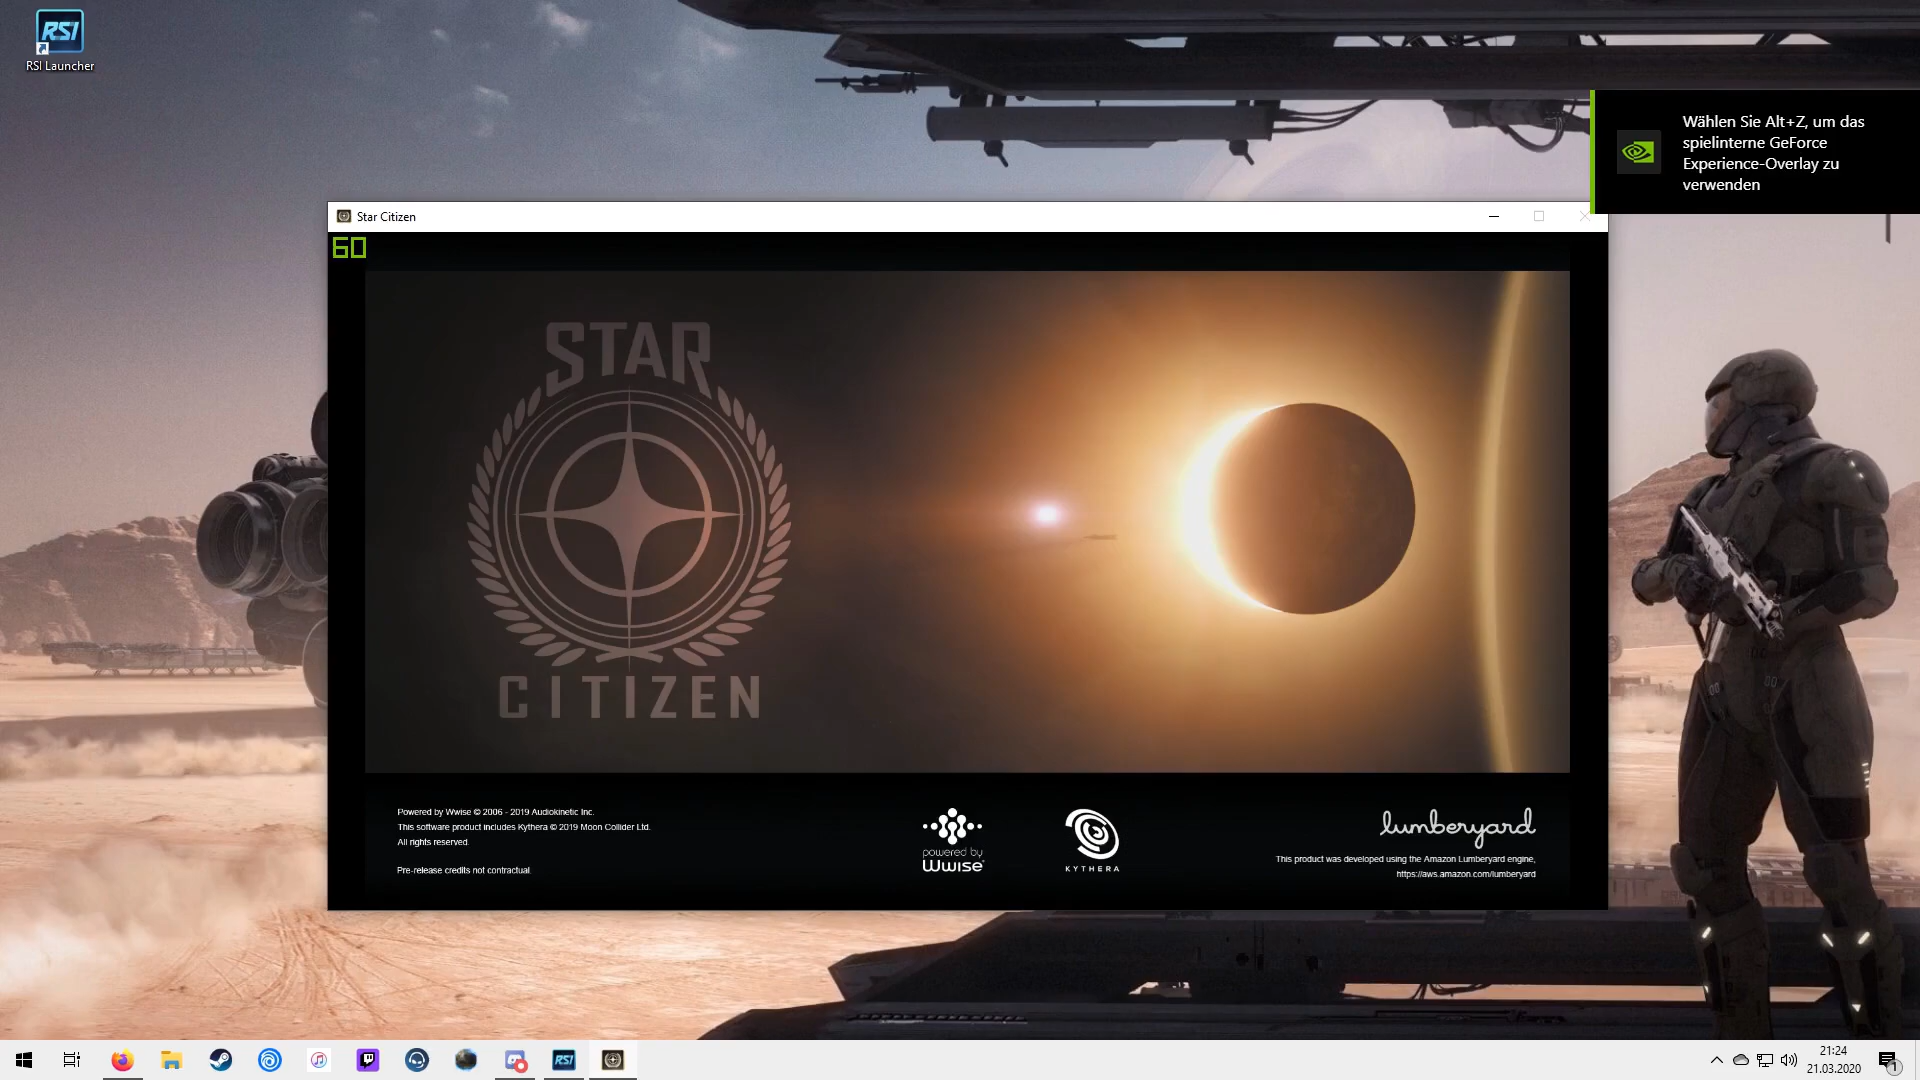 RSI
RSI Launcher
Wählen Sie Alt+Z, um das
spielinterne GeForce
Experience-Overlay zu
verwenden
Star Citizen
60
STAR
CITIZEN
Powered by Wwise © 2006 - 2019 Audiokinetic Inc.
This software product includes Kythera © 2019 Moon Collider Ltd.
All rights reserved.
Pre-release credits not contractual
powered by
Wwise
KYTHERA
lumberyard
This product was developed using the Amazon Lumberyard engine,
https://aws.amazon.com/lumberyard
RSI
21:24
21.03.2020
1